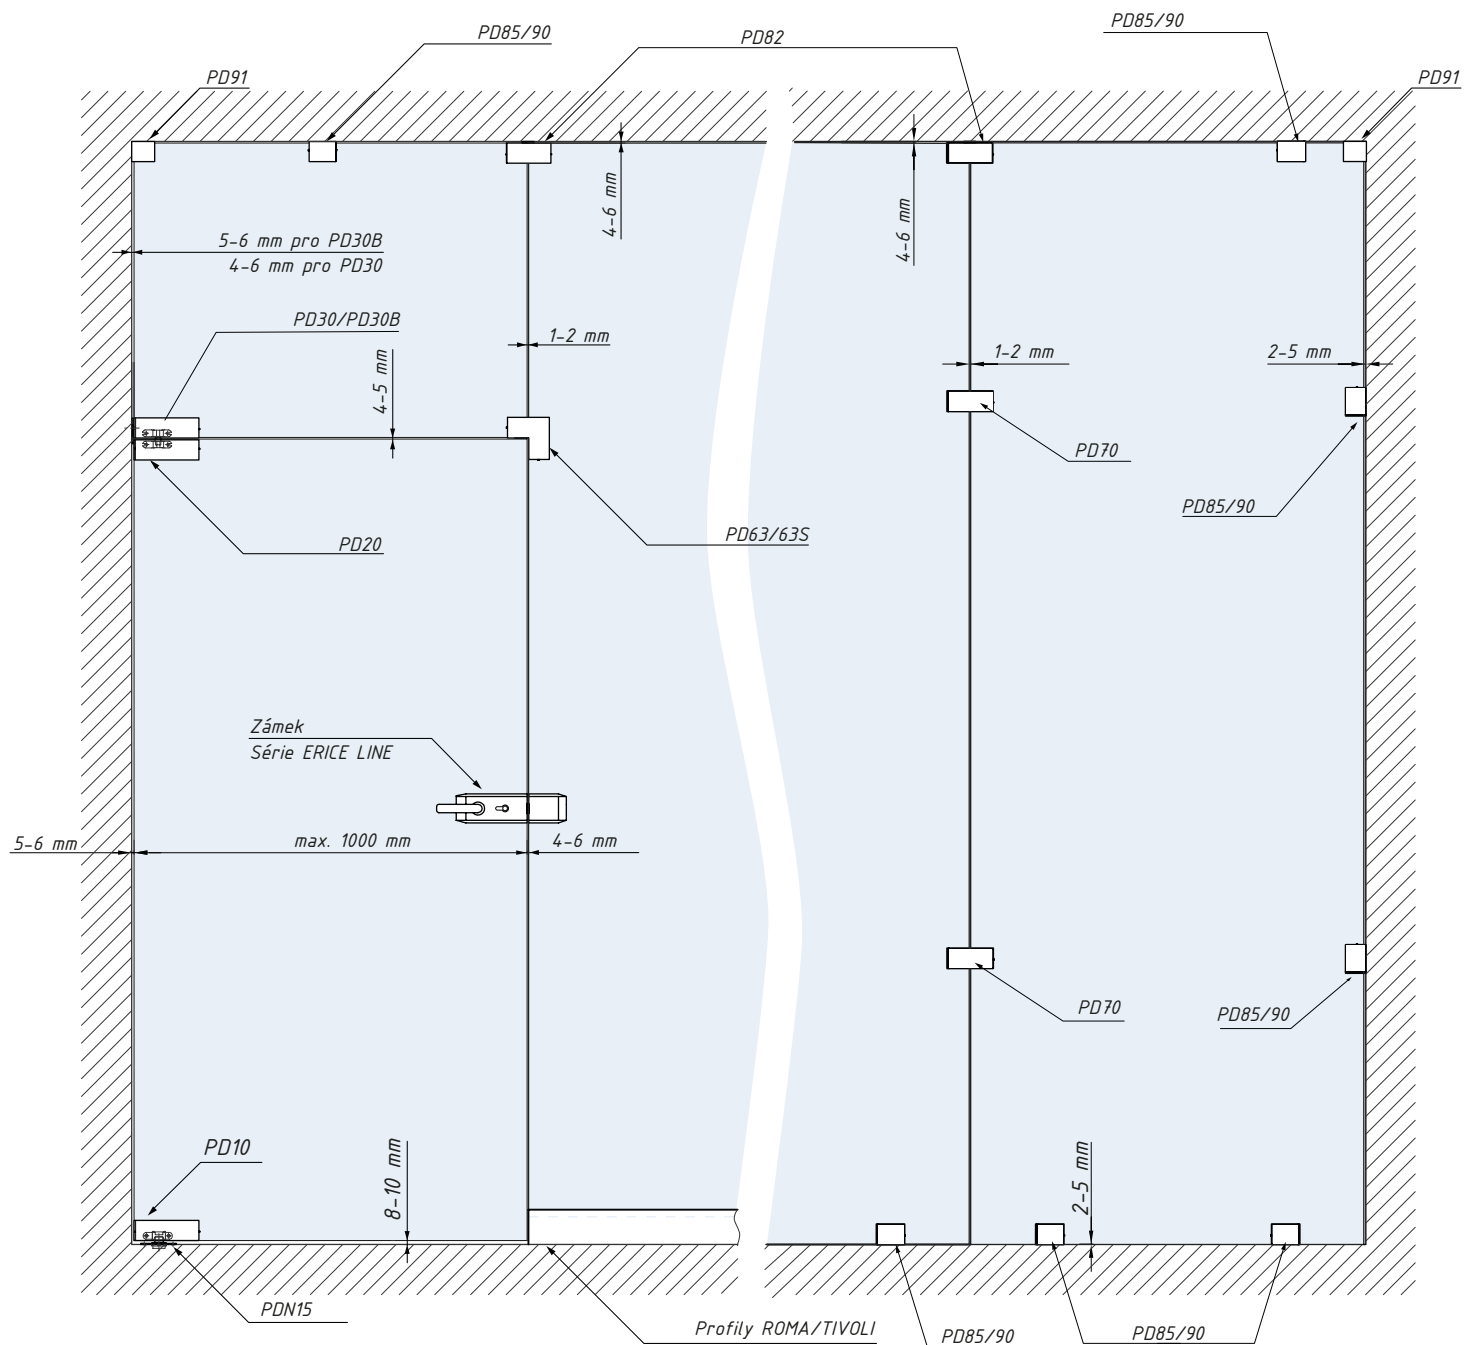 PD85/90
PD82
PD85/90
PD91
PD91
4-6 mm
4-6 mm
5-6 mm pro PD30B
4-6 mm pro PD30
PD30/PD30B
1-2 mm
1-2 mm
2-5 mm
4-5 mm
PD70
PD85/90
PD20
PD63/63S
Zámek
Série ERICE LINE
5-6 mm
max. 1000 mm
4-6 mm
PD70
PD85/90
PD10
8-10 mm
2-5 mm
PDN15
Profily ROMA/TIVOLI
PD85/90
PD85/90